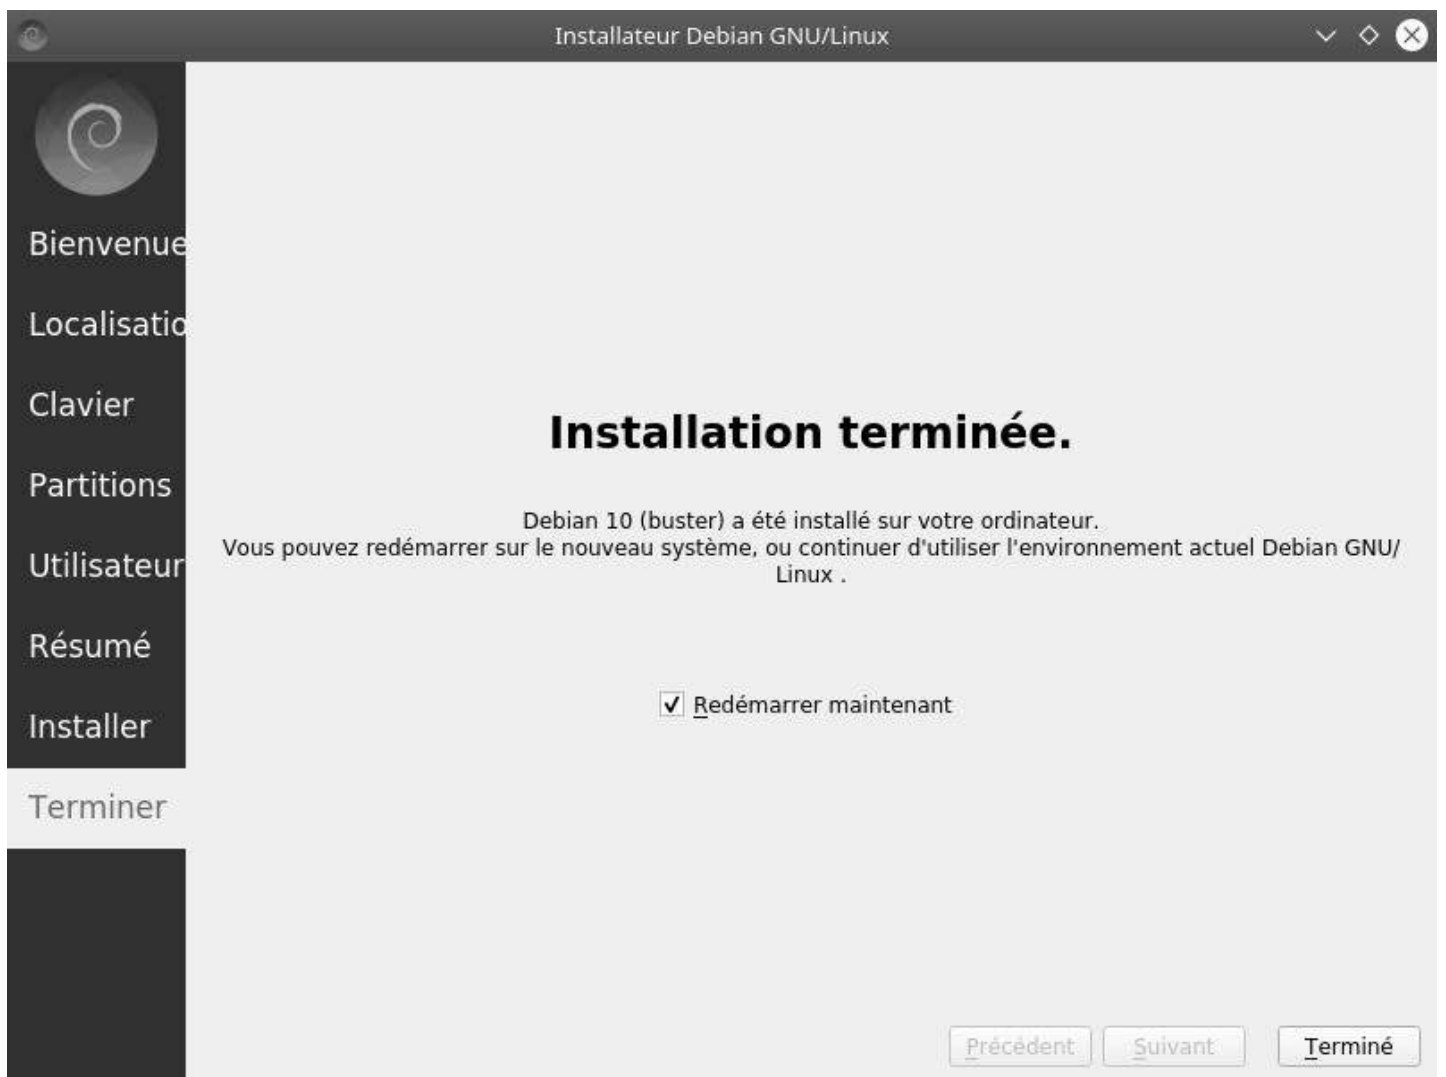 Installateur Debian GNU/Linux
Bienvenue
Localisatio
Clavier
Partitions
Utilisateur
Résumé
Installer
Terminer
Installation terminée.
Debian 10 (buster) a été installé sur votre ordinateur.
Vous pouvez redémarrer sur le nouveau système, ou continuer d'utiliser l'environnement actuel Debian GNU/
Linux .
Redémarrer maintenant
Précédent
Suivant
Terminé